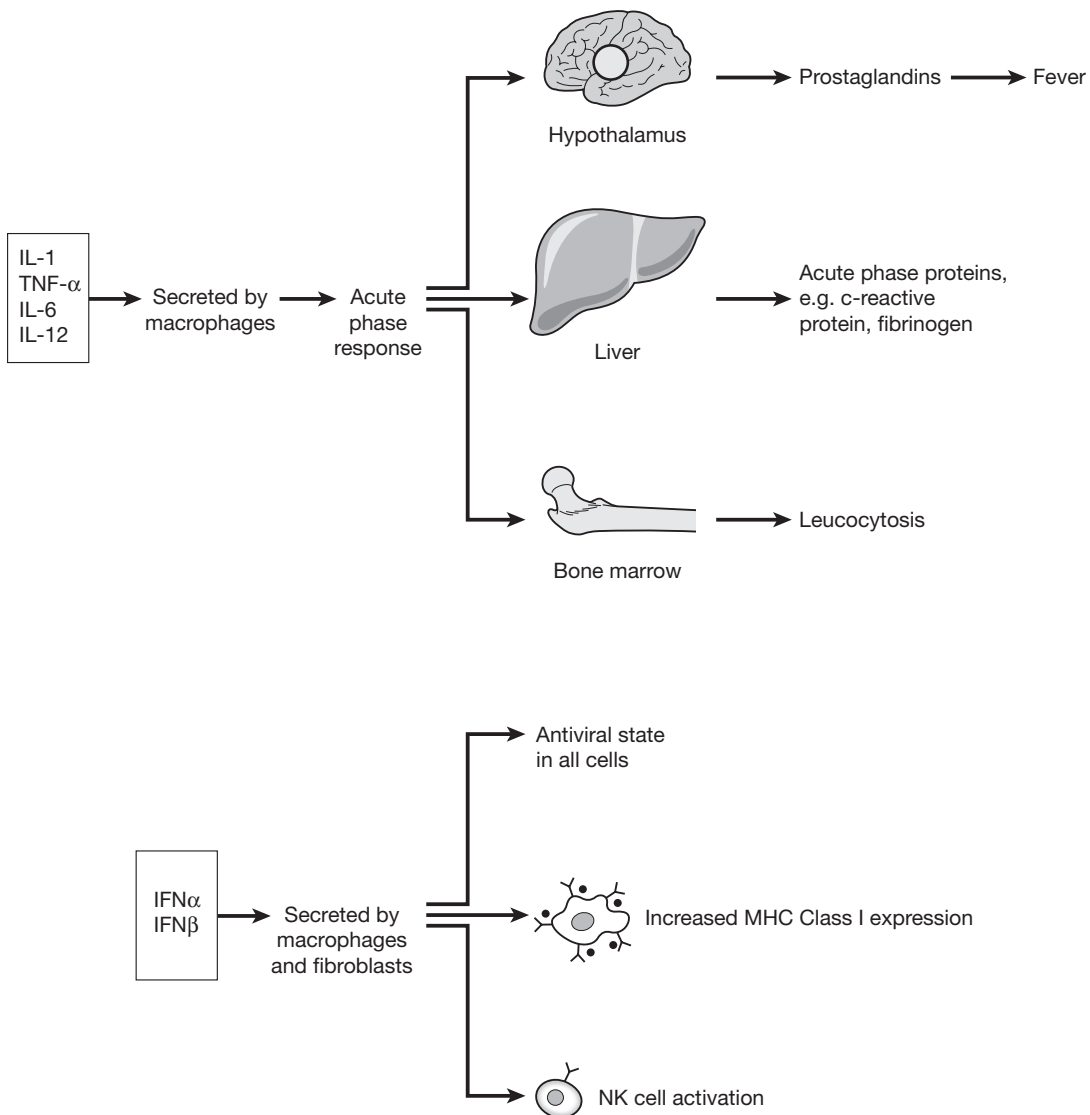 Prostaglandins
Fever
Hypothalamus
IL-1
TNF-α
IL-6
IL-12
Secreted by
macrophages
Acute
phase
response
Acute phase proteins,
e.g. c-reactive
protein, fibrinogen
Liver
Leucocytosis
Bone marrow
Antiviral state
in all cells
IFNα
IFNβ
Secreted by
macrophages
and fibroblasts
Increased MHC Class I expression
NK cell activation